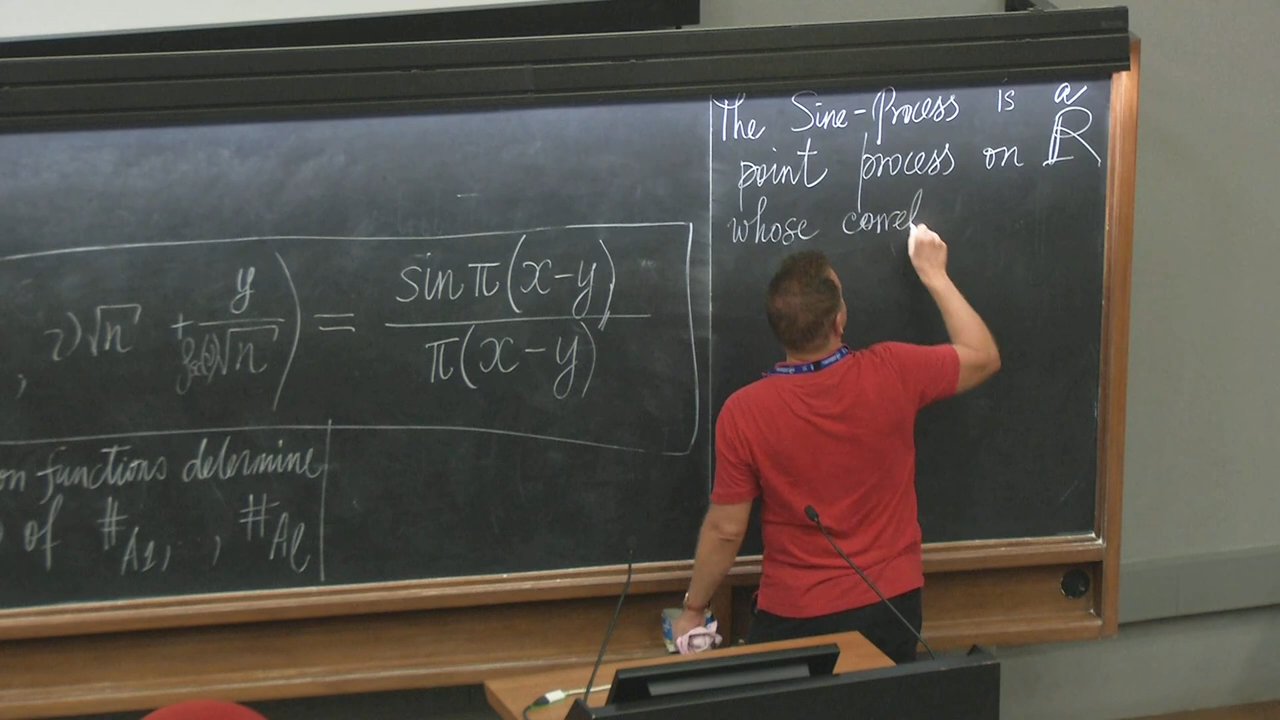 The Sine-Process is a
point process on ℝ
whose correl
, τ)√n + y/(√n)) = sin π(x-y) / π(x-y)
on functions determine
of #A1, , #Aℓ